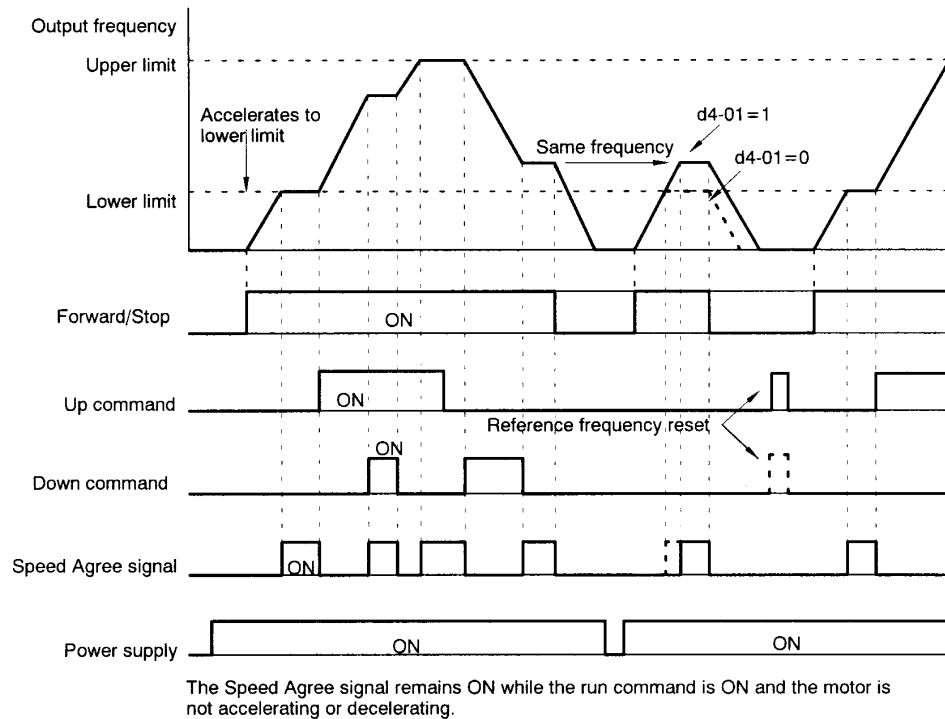 Output frequency
Upper limit
Accelerates to
lower limit
d4-01=1
Same frequency
d4-01=0
Lower limit
Forward/Stop
ON
Up command
ON
Reference frequency reset
ON
Down command
Speed Agree signal
ON
Power supply
ON
ON
The Speed Agree signal remains ON while the run command is ON and the motor is
not accelerating or decelerating.